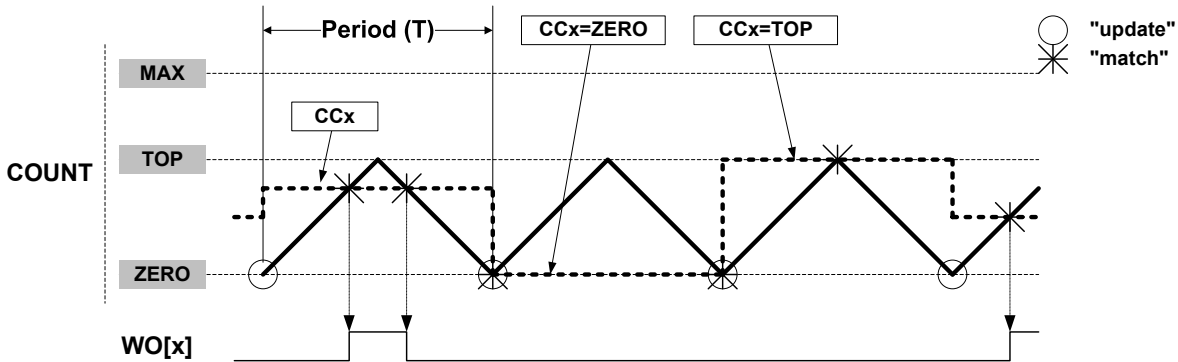 Period (T)
CCx=ZERO
CCx=TOP
"update"
"match"
MAX
CCx
TOP
COUNT
ZERO
WO[x]